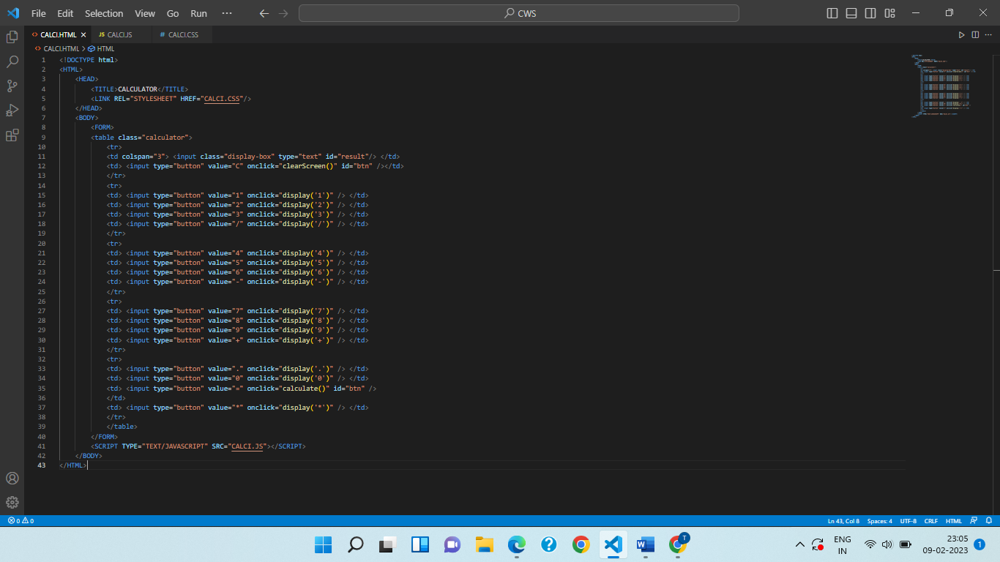 File Edit Selection View Go Run ··· CWS
CALCI.HTML CALCI.JS CALCI.CSS
CALCI.HTML > HTML
1 <!DOCTYPE html>
2 <HTML>
3 <HEAD>
4 <TITLE>CALCULATOR</TITLE>
5 <LINK REL="STYLESHEET" HREF="CALCI.CSS"/>
6 </HEAD>
7 <BODY>
8 <FORM>
9 <table class="calculator">
10 <tr>
11 <td colspan="3"> <input class="display-box" type="text" id="result"/> </td>
12 <td> <input type="button" value="C" onclick="clearScreen()" id="btn" /></td>
13 </tr>
14 <tr>
15 <td> <input type="button" value="1" onclick="display('1')" /> </td>
16 <td> <input type="button" value="2" onclick="display('2')" /> </td>
17 <td> <input type="button" value="3" onclick="display('3')" /> </td>
18 <td> <input type="button" value="/" onclick="display('/')" /> </td>
19 </tr>
20 <tr>
21 <td> <input type="button" value="4" onclick="display('4')" /> </td>
22 <td> <input type="button" value="5" onclick="display('5')" /> </td>
23 <td> <input type="button" value="6" onclick="display('6')" /> </td>
24 <td> <input type="button" value="-" onclick="display('-')" /> </td>
25 </tr>
26 <tr>
27 <td> <input type="button" value="7" onclick="display('7')" /> </td>
28 <td> <input type="button" value="8" onclick="display('8')" /> </td>
29 <td> <input type="button" value="9" onclick="display('9')" /> </td>
30 <td> <input type="button" value="+" onclick="display('+')" /> </td>
31 </tr>
32 <tr>
33 <td> <input type="button" value="." onclick="display('.')" /> </td>
34 <td> <input type="button" value="0" onclick="display('0')" /> </td>
35 <td> <input type="button" value="=" onclick="calculate()" id="btn" />
36 </td>
37 <td> <input type="button" value="*" onclick="display('*')" /> </td>
38 </tr>
39 </table>
40 </FORM>
41 <SCRIPT TYPE="TEXT/JAVASCRIPT" SRC="CALCI.JS"></SCRIPT>
42 </BODY>
43 </HTML>
0 0 Ln 43, Col 8 Spaces: 4 UTF-8 CRLF HTML
T
ENG 23:05
IN 09-02-2023 1